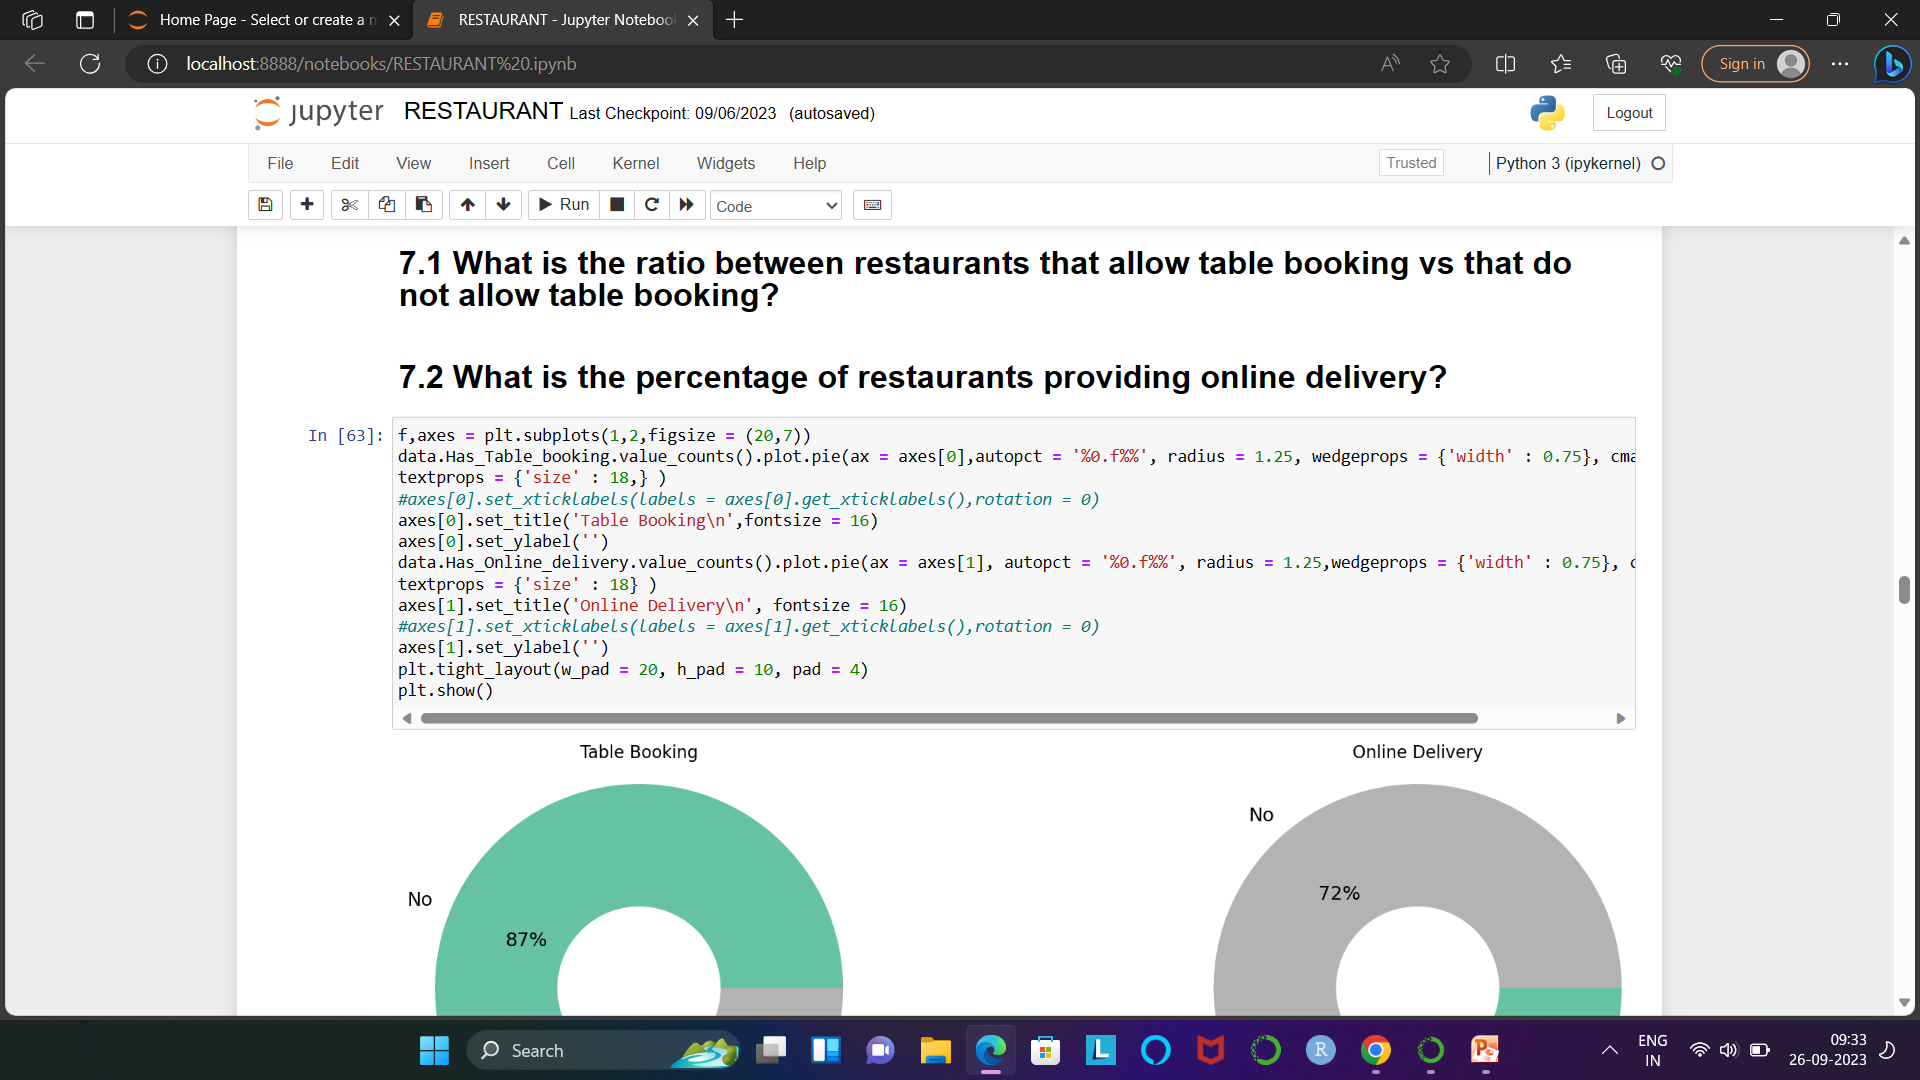 Home Page - Select or create a n
RESTAURANT - Jupyter Noteboo
localhost:8888/notebooks/RESTAURANT%20.ipynb
Sign in
jupyter RESTAURANT Last Checkpoint: 09/06/2023 (autosaved)
Logout
File Edit View Insert Cell Kernel Widgets Help
Trusted
Python 3 (ipykernel)
Run
Code
7.1 What is the ratio between restaurants that allow table booking vs that do
not allow table booking?
7.2 What is the percentage of restaurants providing online delivery?
In [63]:
f,axes = plt.subplots(1,2,figsize = (20,7))
data.Has_Table_booking.value_counts().plot.pie(ax = axes[0],autopct = '%0.f%%', radius = 1.25, wedgeprops = {'width' : 0.75}, cma
textprops = {'size' : 18,} )
#axes[0].set_xticklabels(labels = axes[0].get_xticklabels(),rotation = 0)
axes[0].set_title('Table Booking\n',fontsize = 16)
axes[0].set_ylabel('')
data.Has_Online_delivery.value_counts().plot.pie(ax = axes[1], autopct = '%0.f%%', radius = 1.25,wedgeprops = {'width' : 0.75}, c
textprops = {'size' : 18} )
axes[1].set_title('Online Delivery\n', fontsize = 16)
#axes[1].set_xticklabels(labels = axes[1].get_xticklabels(),rotation = 0)
axes[1].set_ylabel('')
plt.tight_layout(w_pad = 20, h_pad = 10, pad = 4)
plt.show()
Table Booking
No
87%
Online Delivery
No
72%
Search
ENG
IN
09:33
26-09-2023